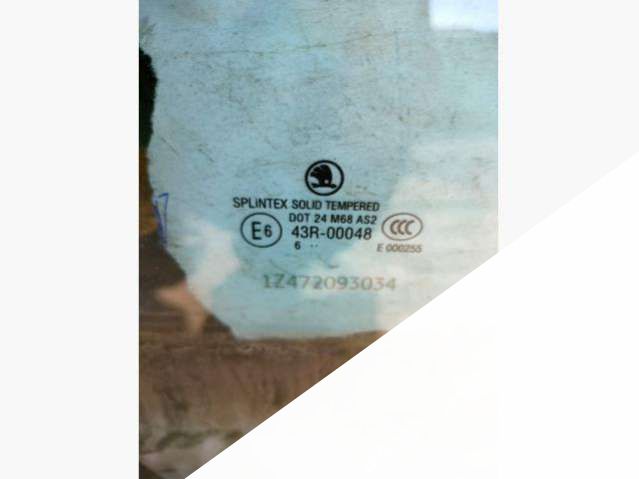 SPLINTEX SOLID TEMPERED
DOT 24 M68 AS2
E6 43R-00048 CCC
6 ··
E 000255
1Z472093034